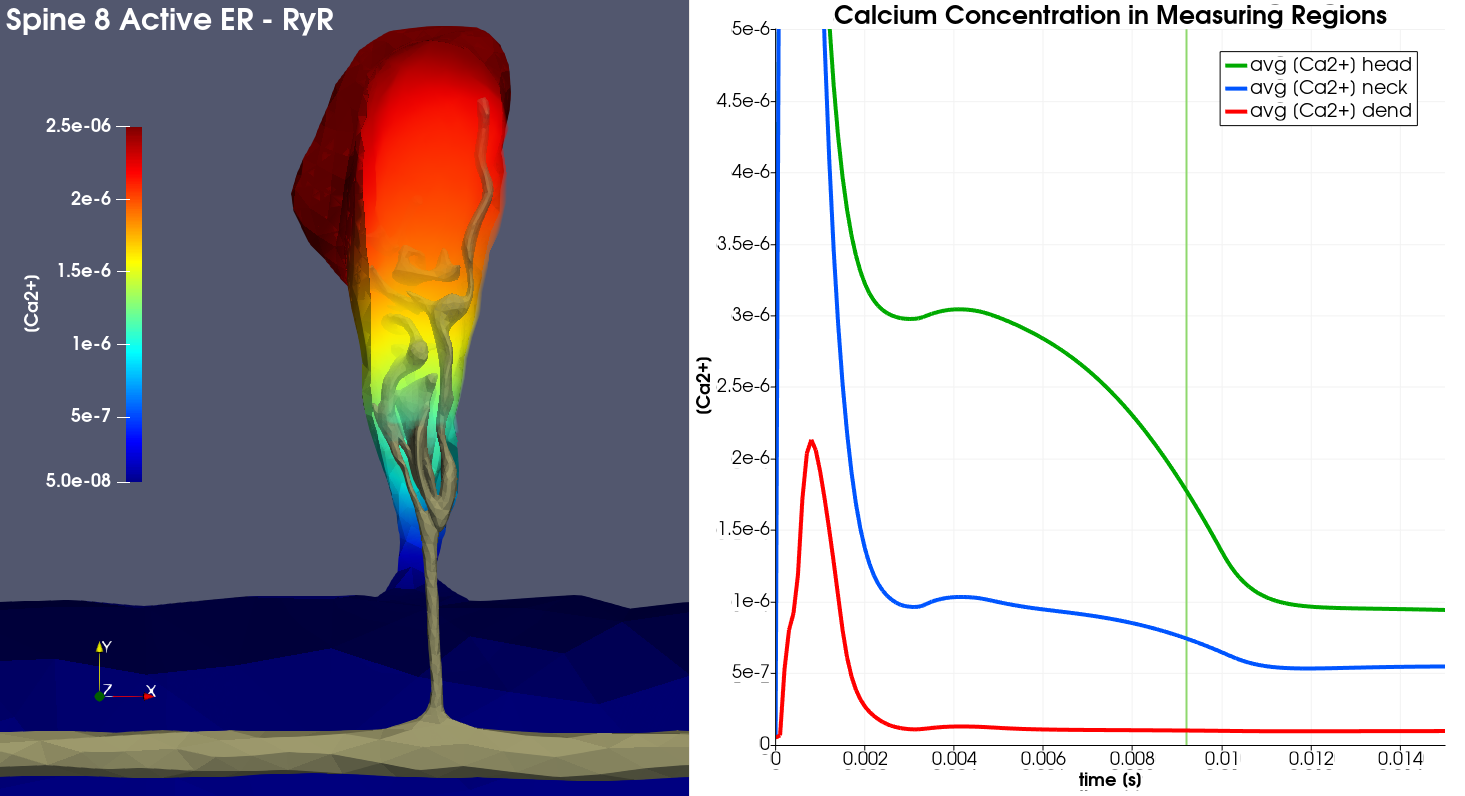 Spine 8 Active ER - RyR
2.5e-06
2e-6
1.5e-6
1e-6
5e-7
5.0e-08
(Ca2+)
Y
Z
X
Calcium Concentration in Measuring Regions
avg (Ca2+) head
avg (Ca2+) neck
avg (Ca2+) dend
5e-6
4.5e-6
4e-6
3.5e-6
3e-6
2.5e-6
2e-6
1.5e-6
1e-6
5e-7
0
(Ca2+)
0 0.002 0.004 0.006 0.008 0.01 0.012 0.014
time (s)